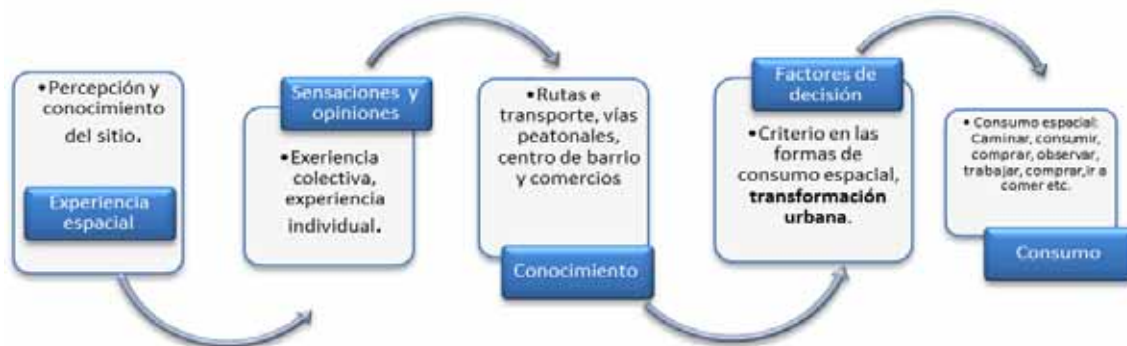 •Percepción y
conocimiento
del sitio.
Experiencia
espacial
Sensaciones y
opiniones
•Exeriencia
colectiva,
experiencia
individual.
•Rutas e
transporte, vías
peatonales,
centro de barrio
y comercios
Conocimiento
Factores de
decisión
•Criterio en las
formas de
consumo espacial,
transformación
urbana.
• Consumo espacial:
Caminar, consumir,
comprar, observar,
trabajar, comprar,ir a
comer etc.
Consumo